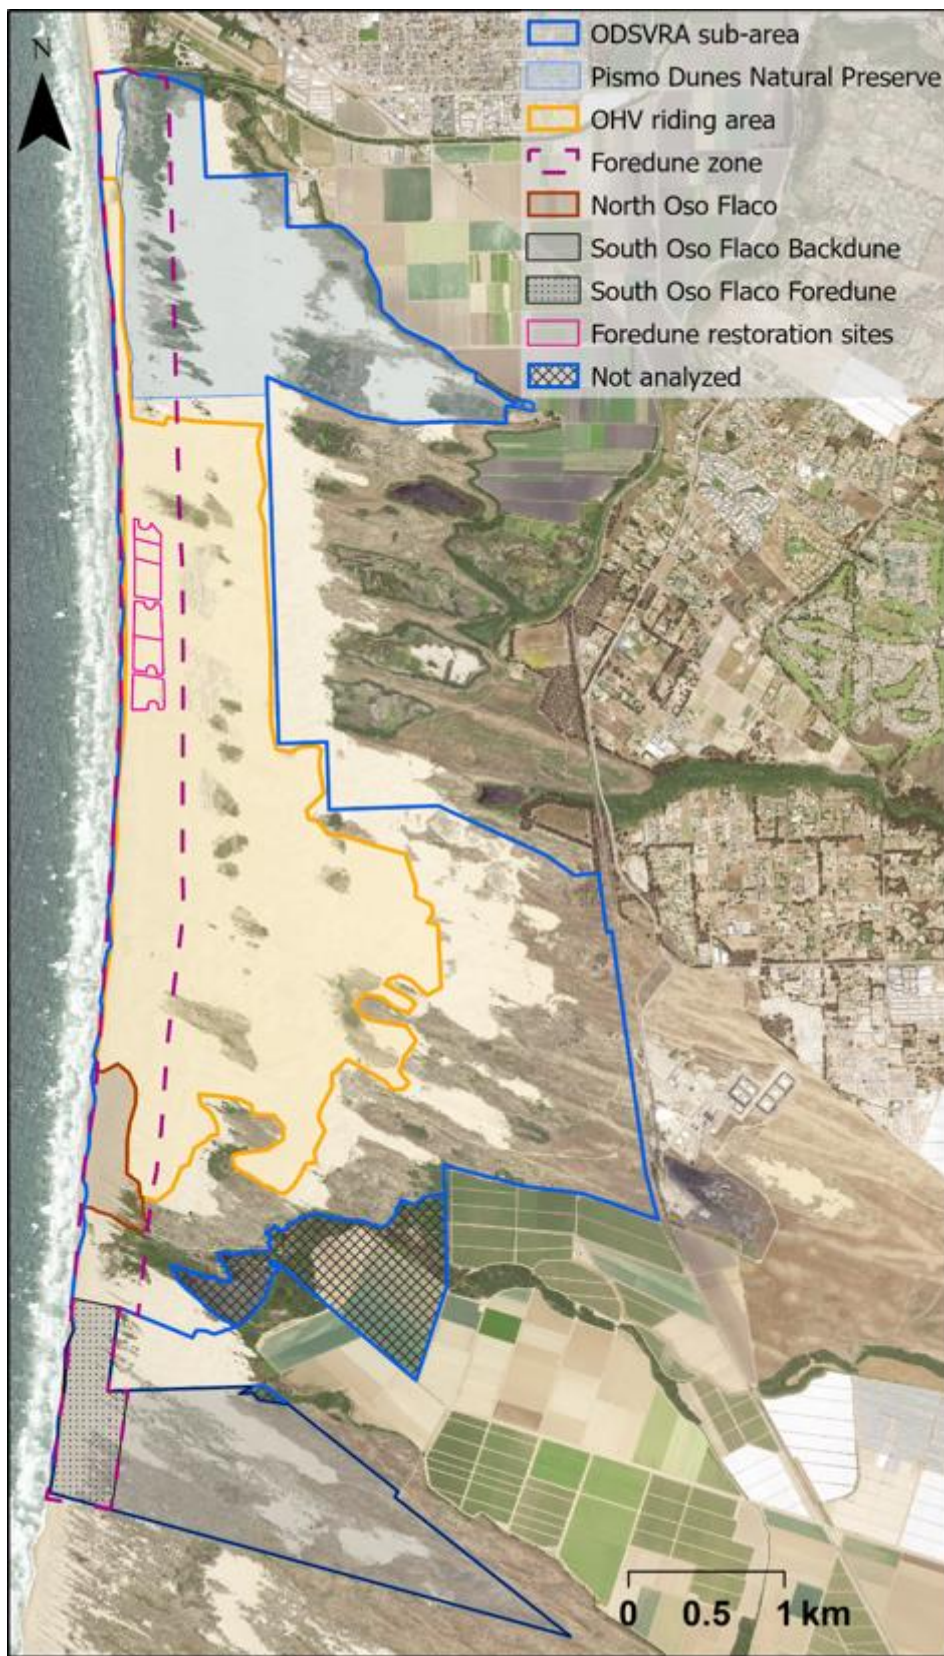 N
ODSVRA sub-area
Pismo Dunes Natural Preserve
OHV riding area
Foredune zone
North Oso Flaco
South Oso Flaco Backdune
South Oso Flaco Foredune
Foredune restoration sites
Not analyzed
0 0.5 1 km